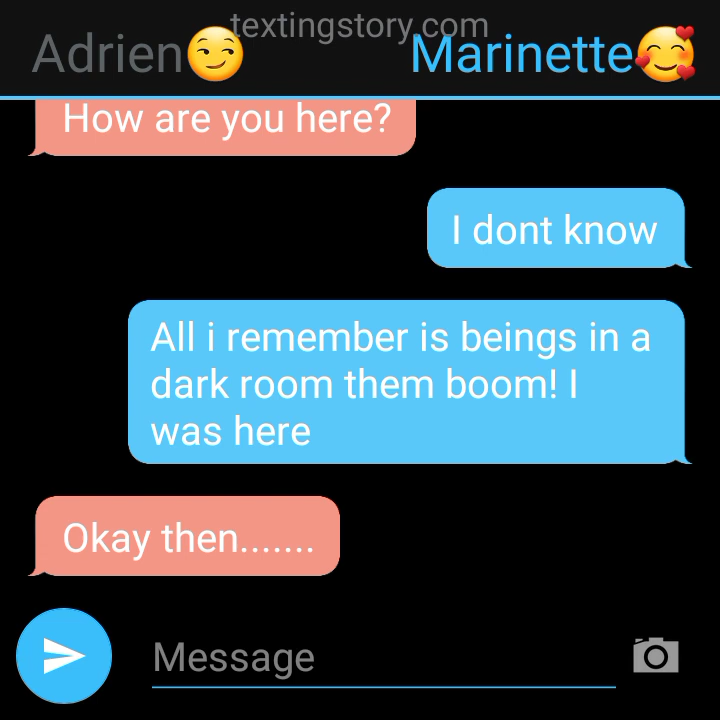 textingstory.com
Adrien😏 Marinette🥰
How are you here?
I dont know
All i remember is beings in a
dark room them boom! I
was here
Okay then.......
Message